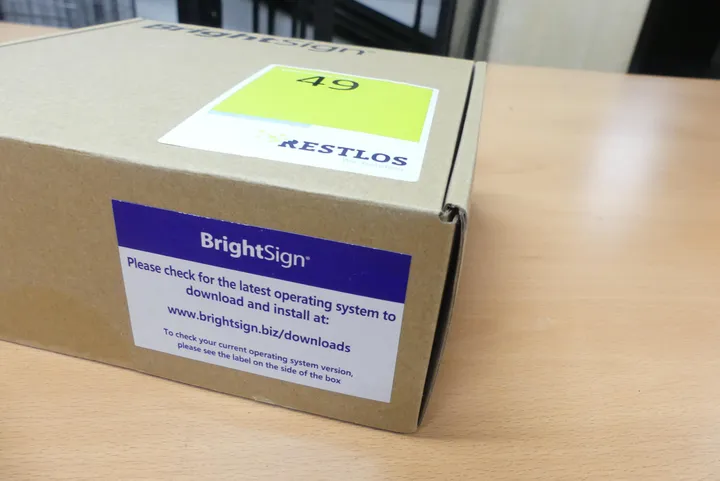 BrightSign
49
RESTLOS
BrightSign®
Please check for the latest operating system to
download and install at:
www.brightsign.biz/downloads
To check your current operating system version,
please see the label on the side of the box